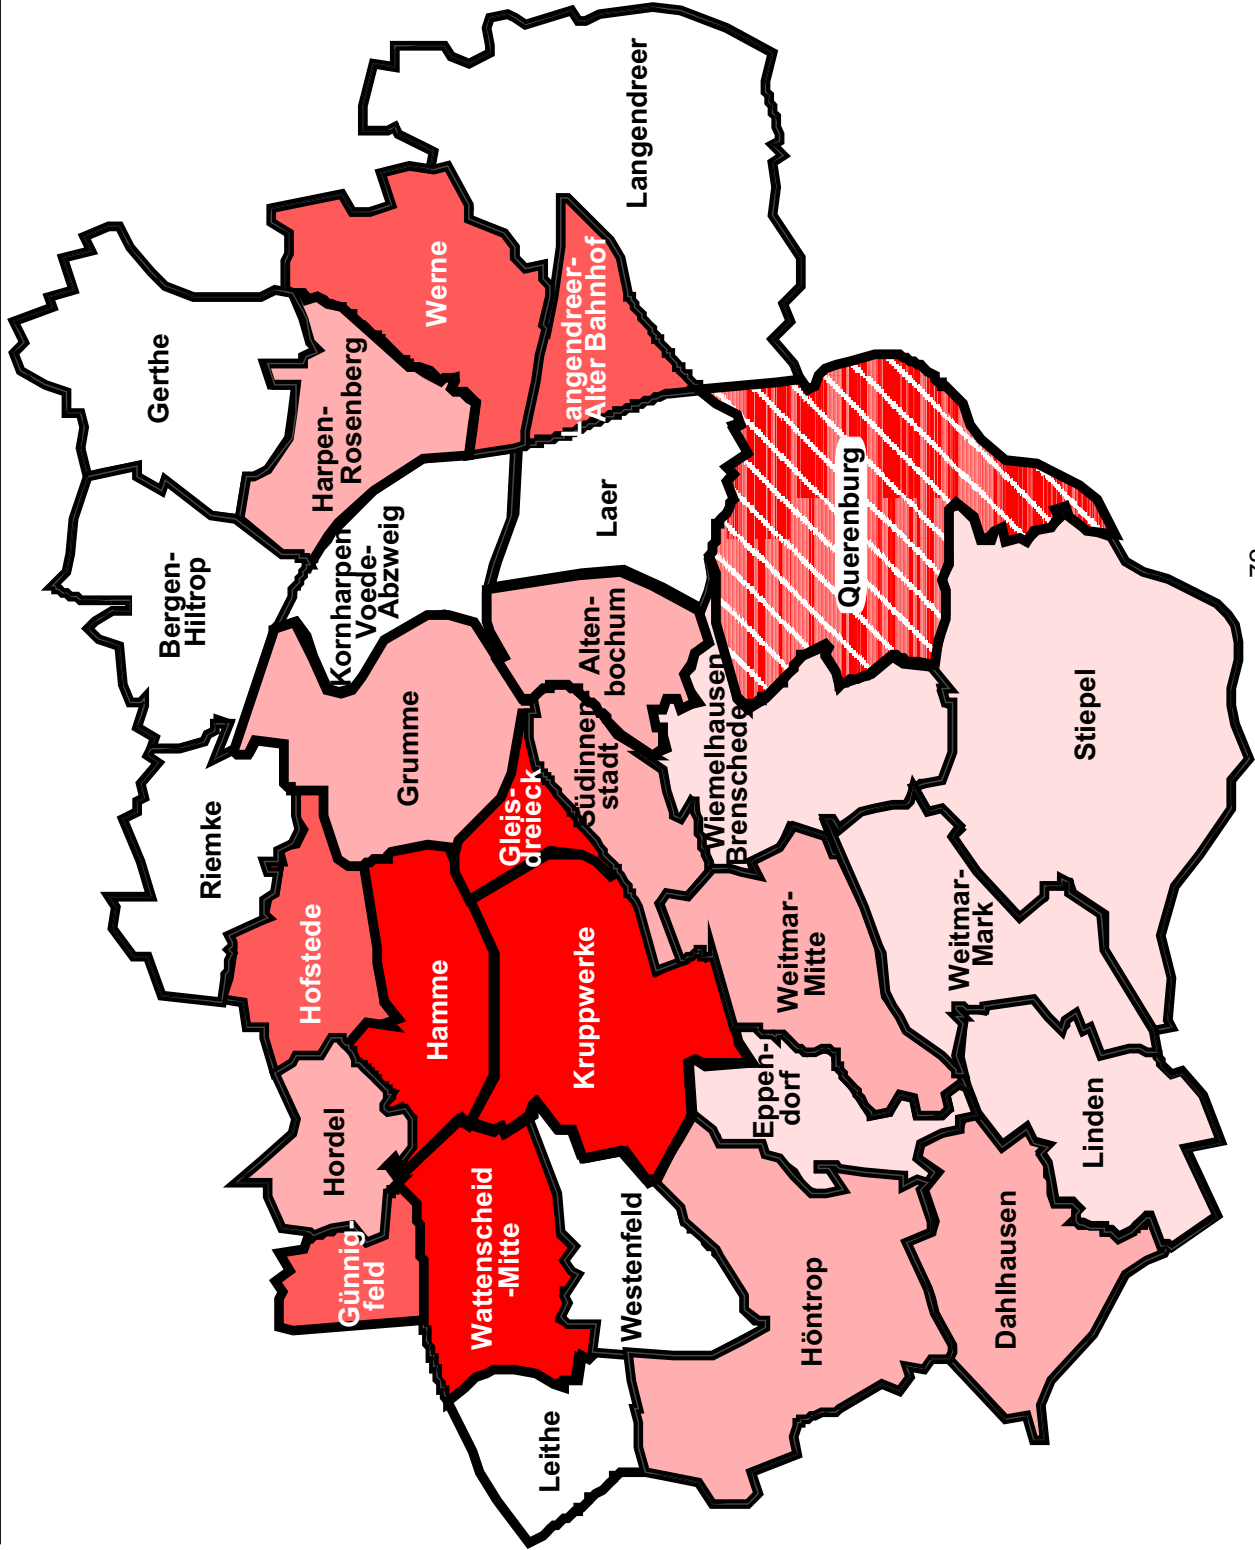 Gerthe
Bergen-
Hiltrop
Riemke
Hofstede
Harpen-
Rosenberg
Hordel
Kornharpen
Voede-
Abzweig
Günnig-
feld
Grumme
Werne
Hamme
Wattenscheid
-Mitte
Gleis-
dreieck
Leithe
Langendreer-
Alter Bahnhof
Kruppwerke
Südinnen
stadt
Alten-
bochum
Laer
Westenfeld
Langendreer
Wiemelhausen
Brenschede
Eppen-
dorf
Weitmar-
Mitte
Höntrop
Querenburg
Weitmar-
Mark
Dahlhausen
Stiepel
Linden